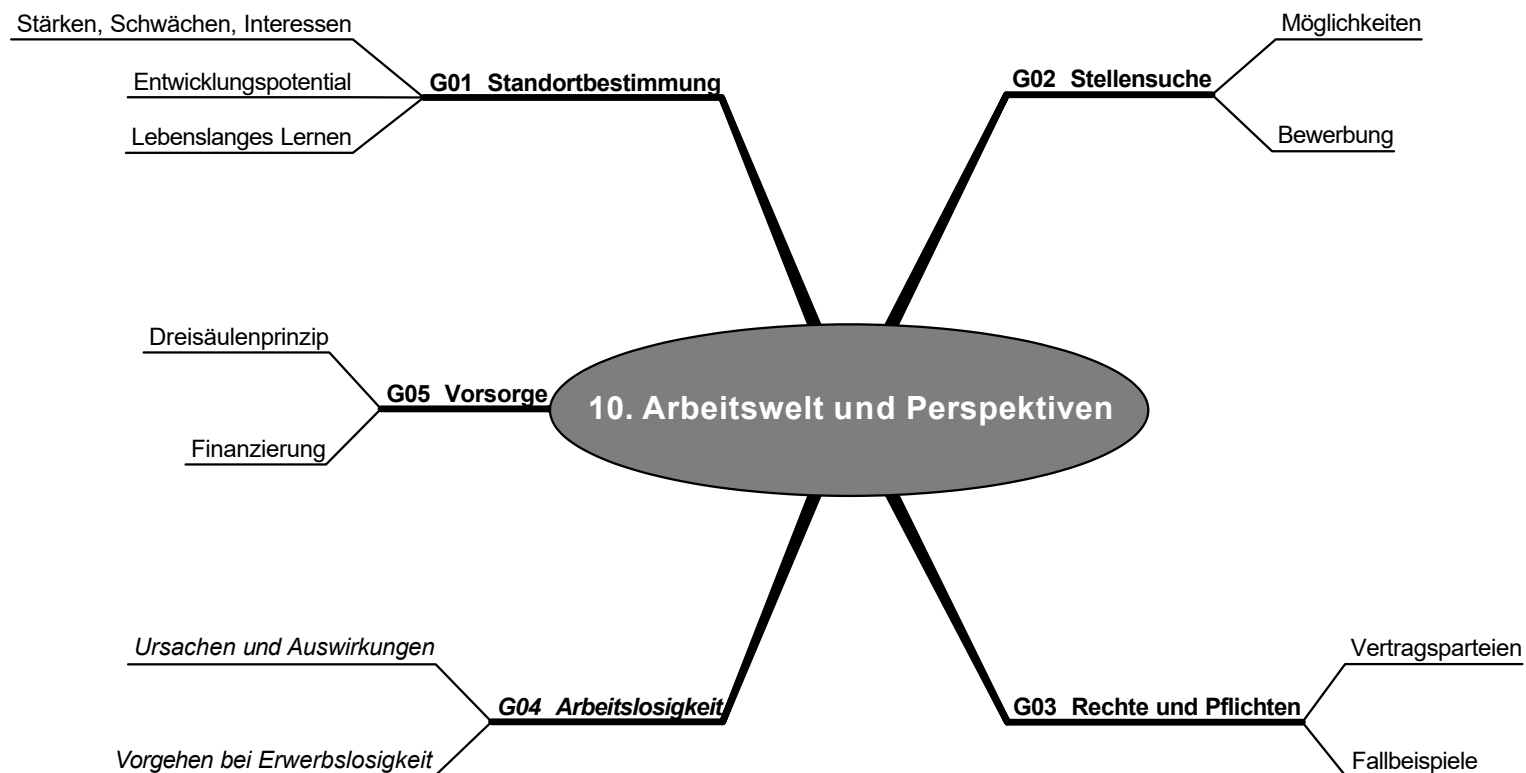 Stärken, Schwächen, Interessen
Entwicklungspotential
Lebenslanges Lernen
G01 Standortbestimmung
G02 Stellensuche
Möglichkeiten
Bewerbung
Dreisäulenprinzip
Finanzierung
G05 Vorsorge
10. Arbeitswelt und Perspektiven
Ursachen und Auswirkungen
Vorgehen bei Erwerbslosigkeit
G04 Arbeitslosigkeit
G03 Rechte und Pflichten
Vertragsparteien
Fallbeispiele